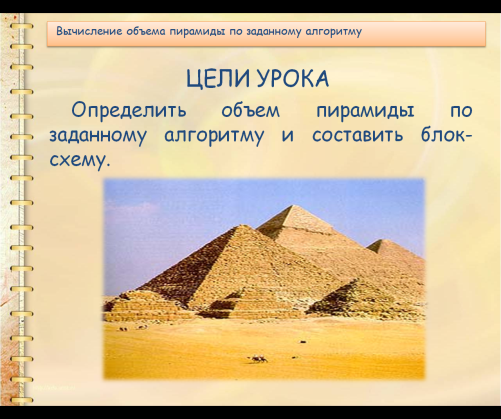 Вычисление объема пирамиды по заданному алгоритму
ЦЕЛИ УРОКА
Определить объем пирамиды по
заданному алгоритму и составить блок-
схему.